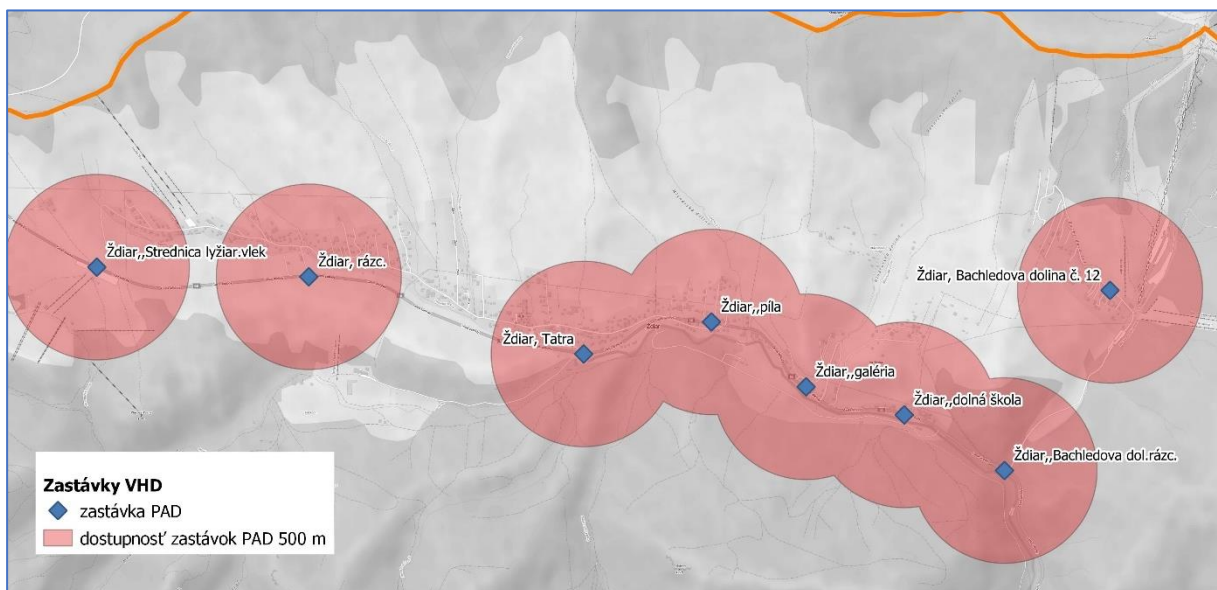 Ždiar,,Strednica lyžiar.vlek
Ždiar, rázc.
Ždiar, Bachledova dolina č. 12
Ždiar,,píla
Ždiar, Tatra
Ždiar,,galéria
Ždiar,,dolná škola
Ždiar,,Bachledova dol.rázc.
Zastávky VHD
zastávka PAD
dostupnosť zastávok PAD 500 m